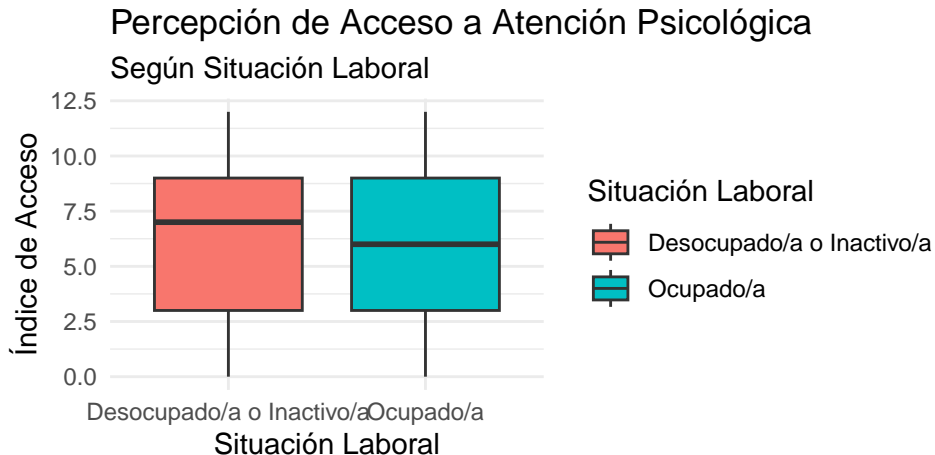 Percepción de Acceso a Atención Psicológica
Según Situación Laboral
12.5
10.0
7.5
5.0
2.5
0.0
Índice de Acceso
Desocupado/a o Inactivo/a
Ocupado/a
Situación Laboral
Situación Laboral
Desocupado/a o Inactivo/a
Ocupado/a